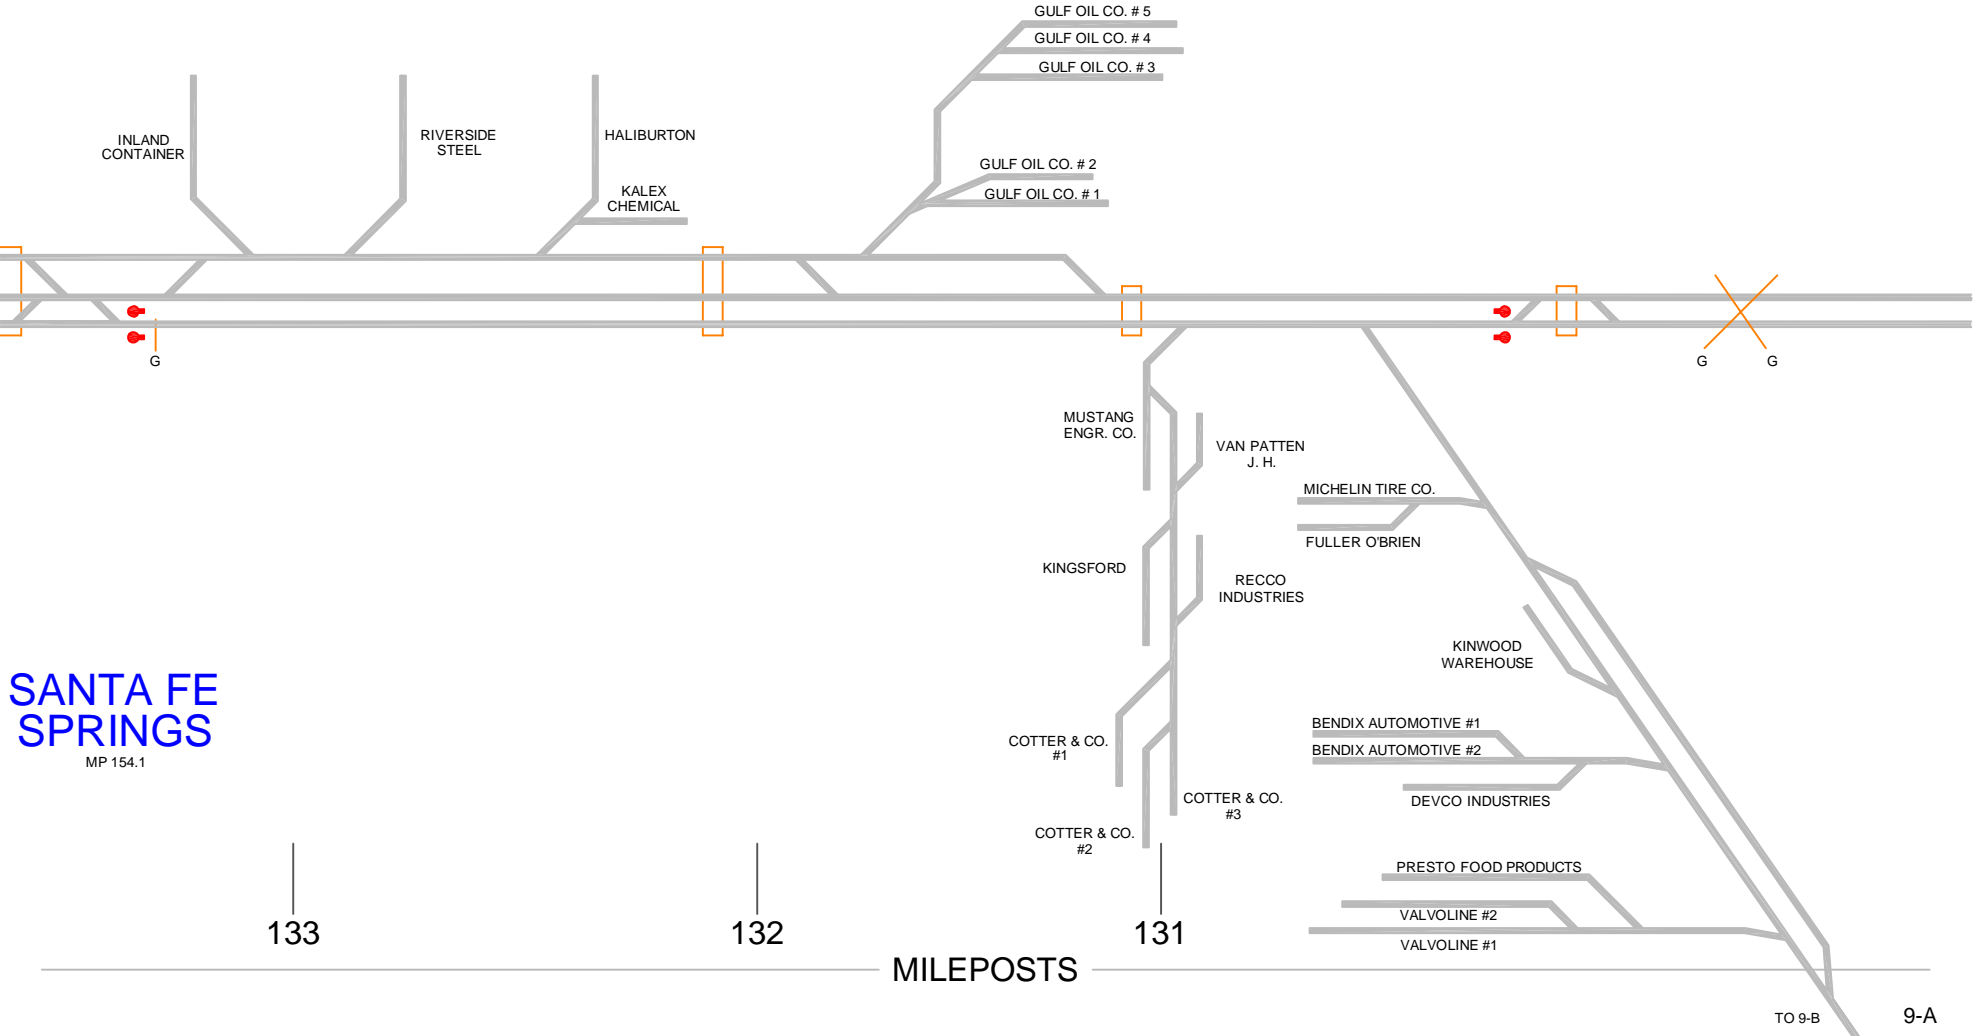 GULF OIL CO. # 5
GULF OIL CO. # 4
GULF OIL CO. # 3
INLAND
CONTAINER
RIVERSIDE
STEEL
HALIBURTON
KALEX
CHEMICAL
GULF OIL CO. # 2
GULF OIL CO. # 1
G
G
G
MUSTANG
ENGR. CO.
VAN PATTEN
J. H.
MICHELIN TIRE CO.
FULLER O'BRIEN
KINGSFORD
RECCO
INDUSTRIES
KINWOOD
WAREHOUSE
SANTA FE
SPRINGS
MP 154.1
COTTER & CO.
#1
BENDIX AUTOMOTIVE #1
BENDIX AUTOMOTIVE #2
DEVCO INDUSTRIES
COTTER & CO.
#3
COTTER & CO.
#2
PRESTO FOOD PRODUCTS
VALVOLINE #2
VALVOLINE #1
133
132
131
MILEPOSTS
TO 9-B
9-A